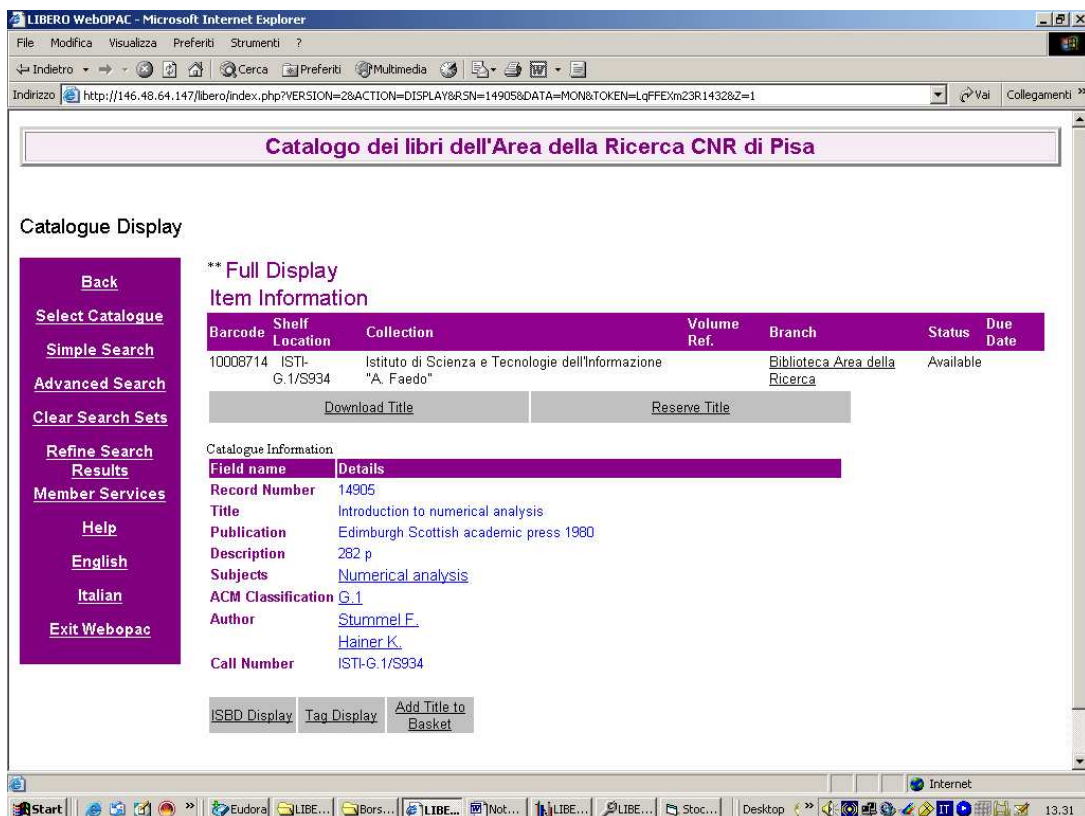 LIBERO WebOPAC - Microsoft Internet Explorer
File Modifica Visualizza Preferiti Strumenti ?
Indietro Cerca Preferiti Multimedia
Indirizzo http://146.48.64.147/libero/index.php?VERSION=2&ACTION=DISPLAY&RSN=14905&DATA=MON&TOKEN=LqFFEXm23R1432&Z=1 Vai Collegamenti »
Catalogo dei libri dell'Area della Ricerca CNR di Pisa
Catalogue Display
Back
Select Catalogue
Simple Search
Advanced Search
Clear Search Sets
Refine Search
Results
Member Services
Help
English
Italian
Exit Webopac
** Full Display
Item Information
Barcode Shelf Location Collection Volume Ref. Branch Status Due Date
10008714 ISTI- Istituto di Scienza e Tecnologie dell'Informazione Biblioteca Area della Available
G.1/S934 "A. Faedo" Ricerca
Download Title Reserve Title
Catalogue Information
Field name Details
Record Number 14905
Title Introduction to numerical analysis
Publication Edinburgh Scottish academic press 1980
Description 282 p
Subjects Numerical analysis
ACM Classification G.1
Author Stummel F.
Hainer K.
Call Number ISTI-G.1/S934
ISBD Display Tag Display Add Title to
Basket
Internet
Start » Eudora LIBE... Bors... LIBE... Not... LIBE... LIBE... Stoc... Desktop » IT 13.31